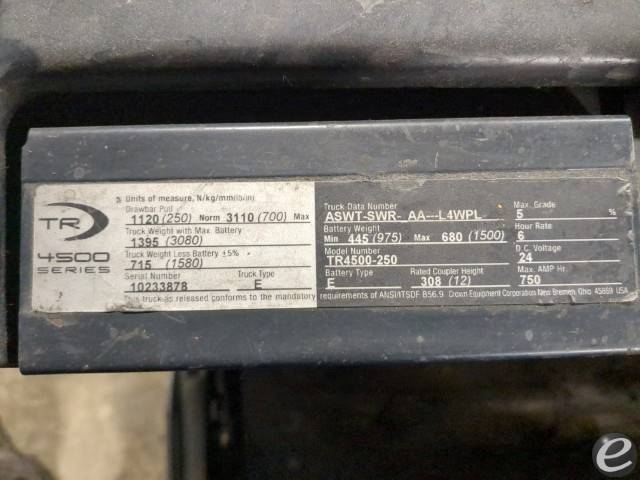 TR
4500
SERIES
Units of measure, N/kg/mm/lb/in)
Drawbar Pull
1120 (250) Norm 3110 (700) Max
Truck Weight with Max. Battery
1395 (3080)
Truck Weight Less Battery ±5%
715 (1580)
Serial Number Truck Type
10233878 E
This truck as released conforms to the mandatory requirements of ANSI/ITSDF B56.9 Crown Equipment Corporation New Bremen, Ohio 45869 USA
Truck Data Number
ASWT-SWR- AA---L4WPL
Battery Weight
Min 445 (975) Max 680 (1500)
Model Number
TR4500-250
Battery Type Rated Coupler Height
E 308 (12)
Max. Grade
5 %
Hour Rate
6
D.C. Voltage
24
Max. AMP Hr.
750
e